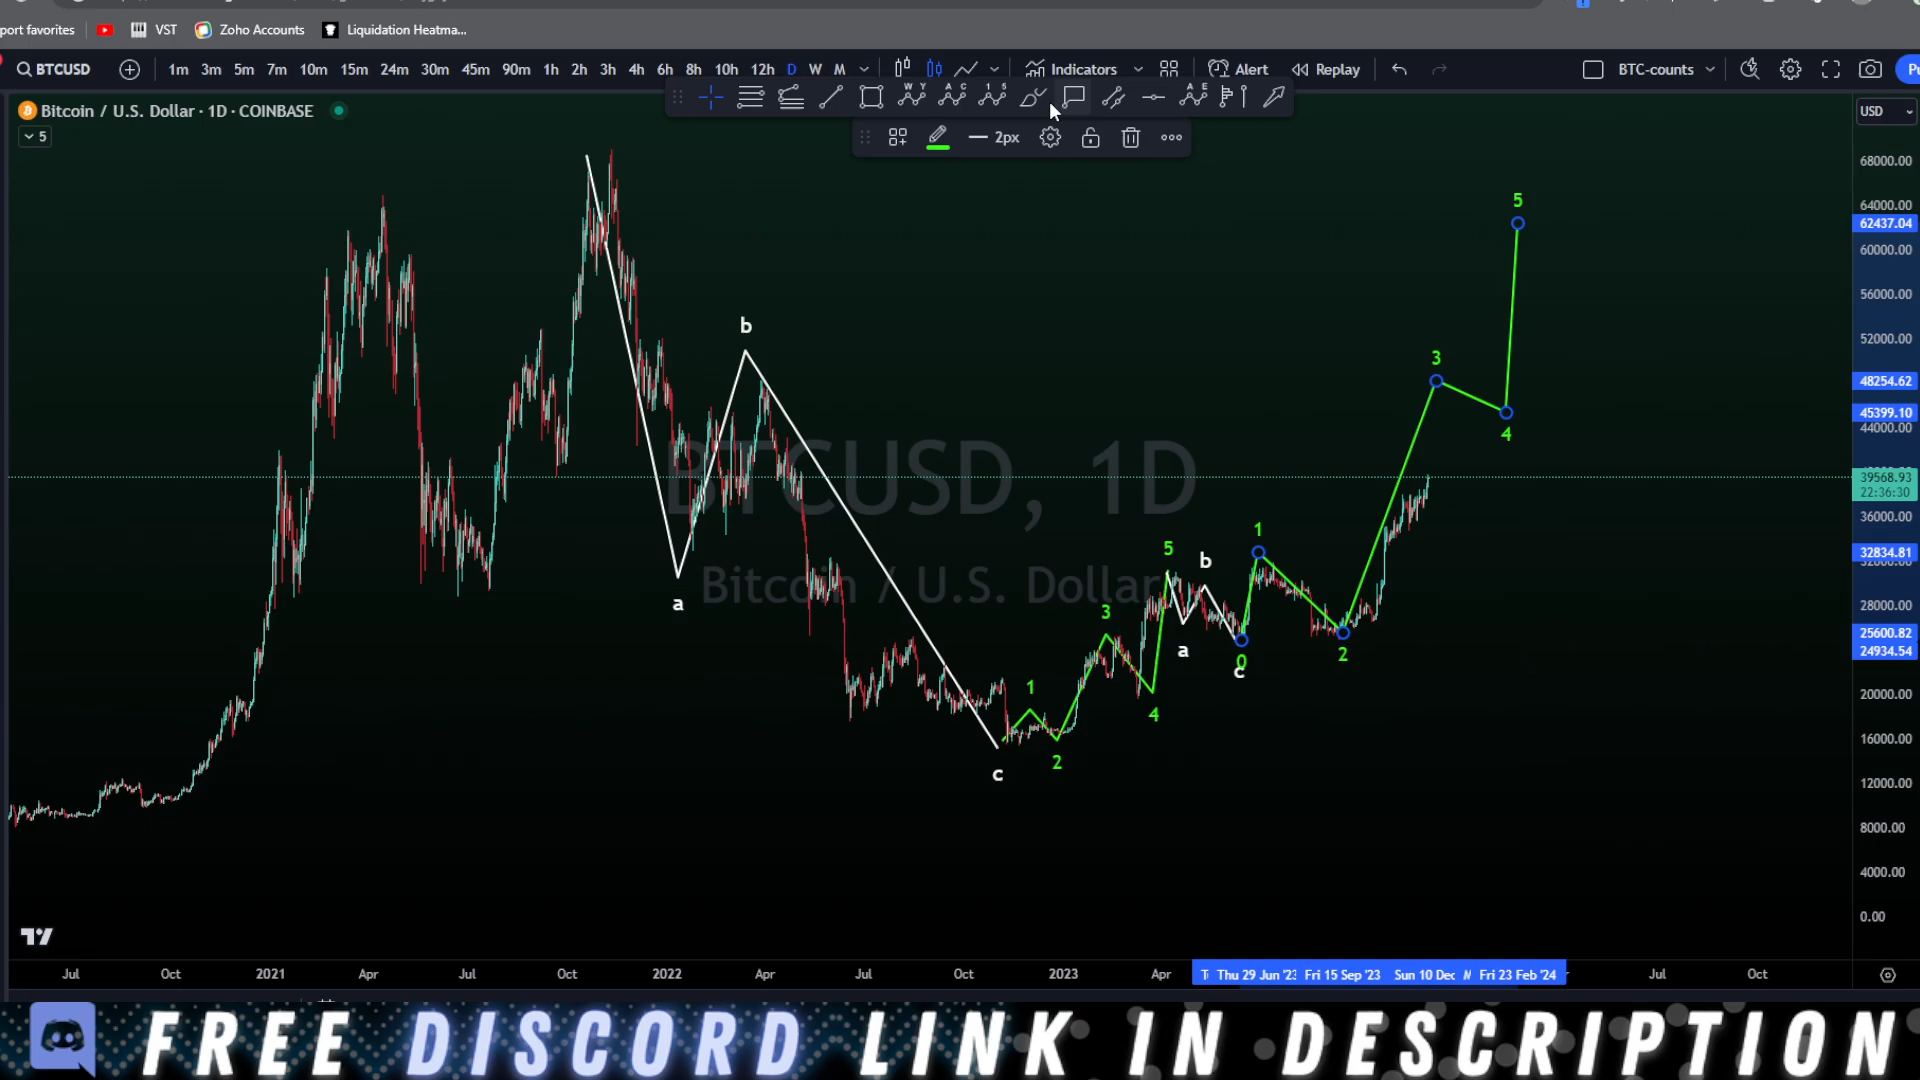 port favorites VST Zoho Accounts Liquidation Heatma...
BTCUSD 1m 3m 5m 7m 10m 15m 24m 30m 45m 90m 1h 2h 3h 4h 6h 8h 10h 12h D W M Indicators Alert Replay BTC-counts Pu
W Y A C 1 5 A E
Bitcoin / U.S. Dollar · 1D · COINBASE
USD
5
2px
68000.00
5
64000.00
62437.04
60000.00
56000.00
b
52000.00
3
48254.62
45399.10
44000.00
4
BTCUSD, 1D
39568.93
22:36:30
36000.00
1
5
b
32834.81
32000.00
Bitcoin / U.S. Dollar
a
3
28000.00
25600.82
a
2
24934.54
0
c
1
20000.00
4
16000.00
2
c
12000.00
8000.00
4000.00
0.00
Jul Oct 2021 Apr Jul Oct 2022 Apr Jul Oct 2023 Apr Thu 29 Jun '23 Fri 15 Sep '23 Sun 10 Dec Fri 23 Feb '24 Jul Oct
FREE DISCORD LINK IN DESCRIPTION